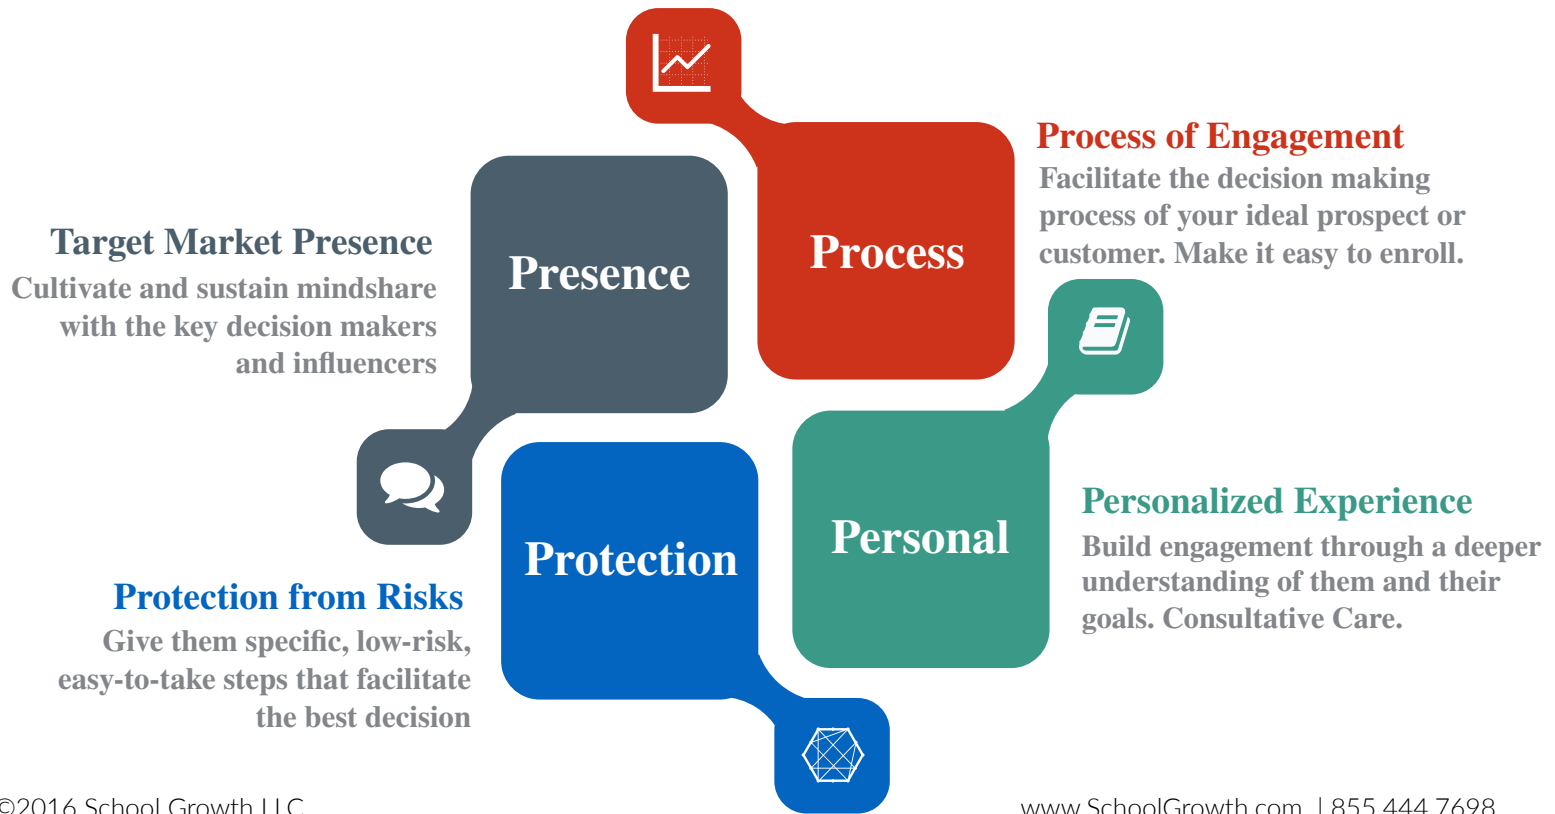 Process of Engagement
Facilitate the decision making
process of your ideal prospect or
customer. Make it easy to enroll.
Process
Target Market Presence
Cultivate and sustain mindshare
with the key decision makers
and influencers
Presence
Personal
Personalized Experience
Build engagement through a deeper
understanding of them and their
goals. Consultative Care.
Protection
Protection from Risks
Give them specific, low-risk,
easy-to-take steps that facilitate
the best decision
©2016 School Growth LLC
www.SchoolGrowth.com | 855.444.7698